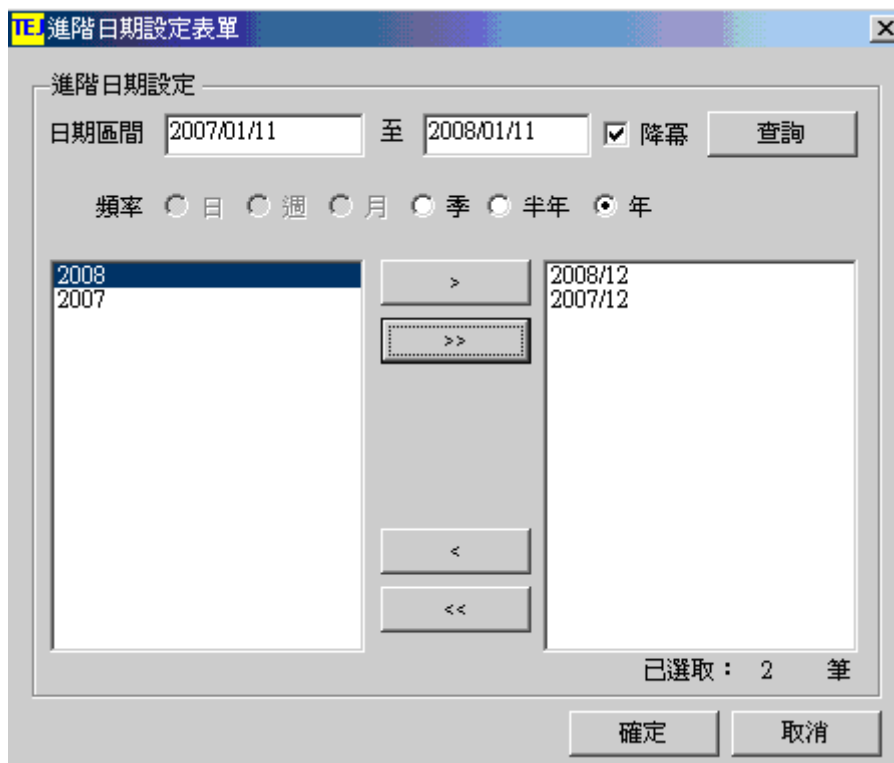 TEJ 進階日期設定表單
進階日期設定
日期區間 2007/01/11 至 2008/01/11 降冪 查詢
頻率 日 週 月 季 半年 年
2008
2007
>
>>
<
<<
2008/12
2007/12
已選取： 2 筆
確定 取消